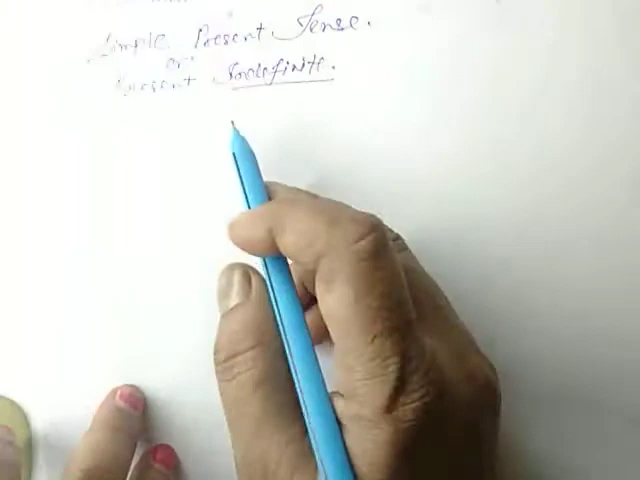 Simple Present Tense.
or
Present Indefinite.